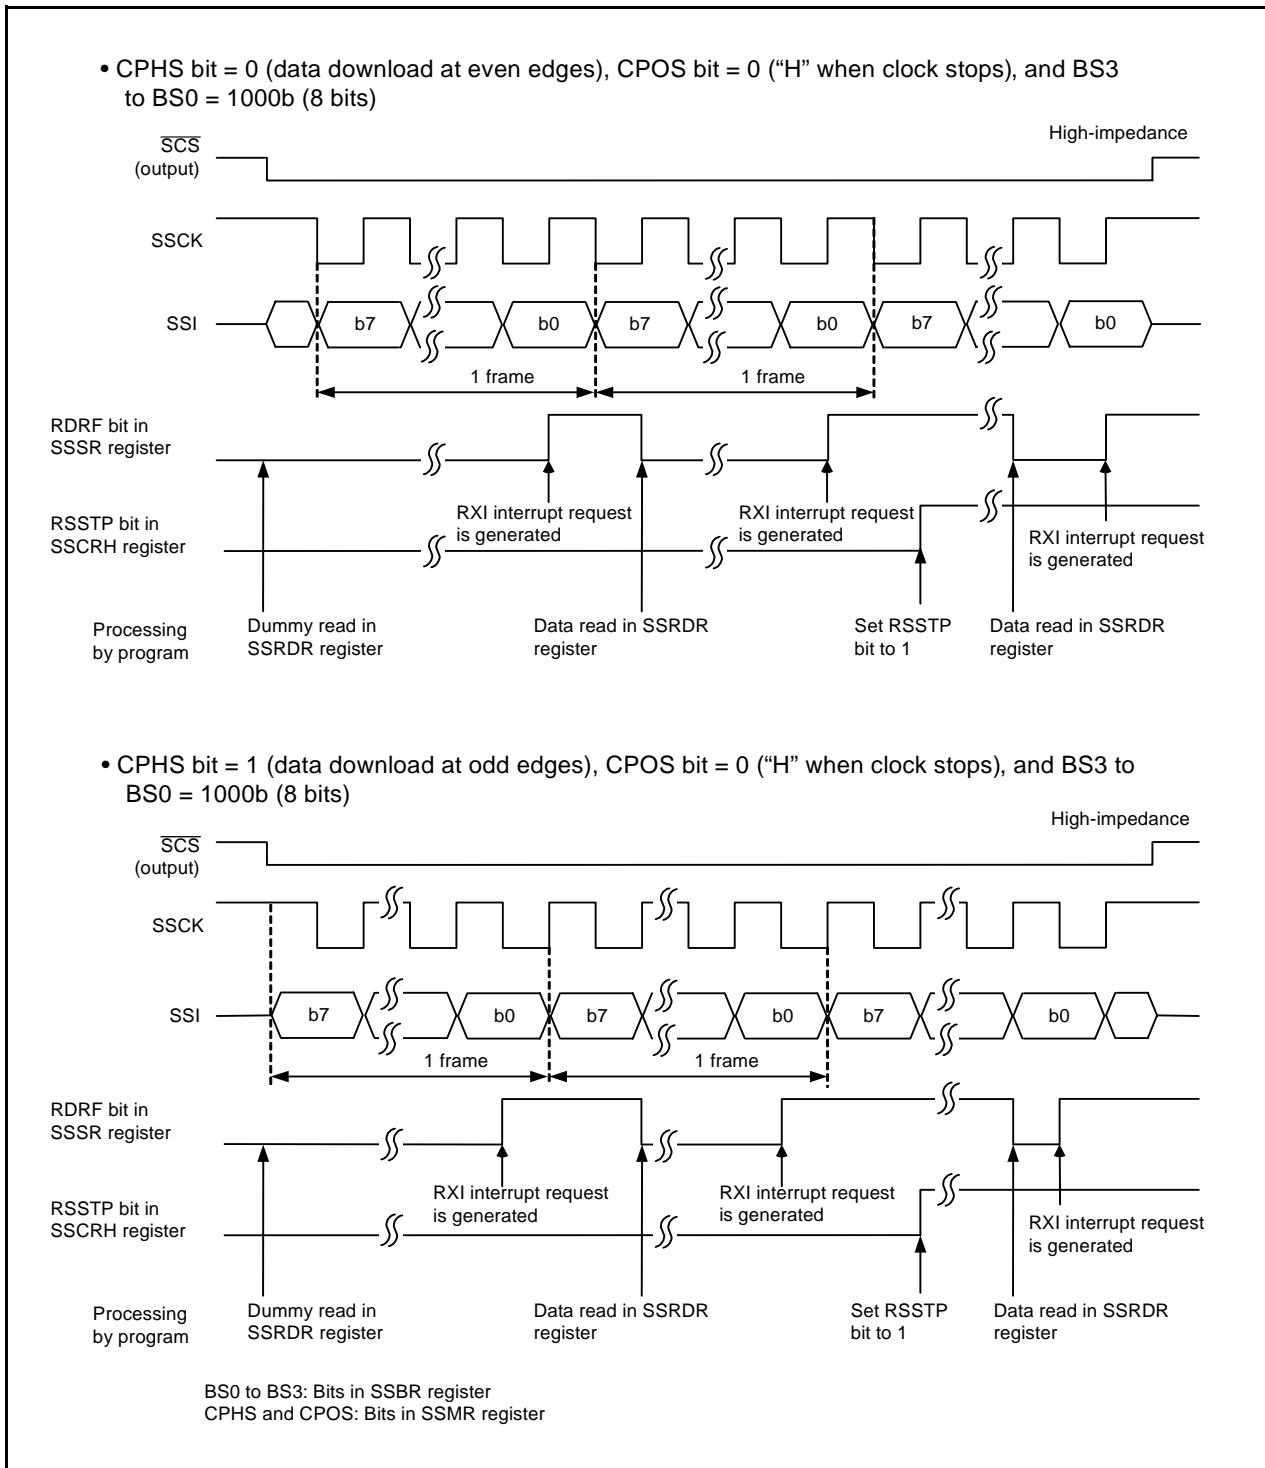 • CPHS bit = 0 (data download at even edges), CPOS bit = 0 (“H” when clock stops), and BS3
to BS0 = 1000b (8 bits)
High-impedance
SCS
(output)
SSCK
SSI
b7
b0
b7
b0
b7
b0
1 frame
1 frame
RDRF bit in
SSSR register
RXI interrupt request
is generated
RXI interrupt request
is generated
RXI interrupt request
is generated
RSSTP bit in
SSCRH register
Processing
by program
Dummy read in
SSRDR register
Data read in SSRDR
register
Set RSSTP
bit to 1
Data read in SSRDR
register
• CPHS bit = 1 (data download at odd edges), CPOS bit = 0 (“H” when clock stops), and BS3 to
BS0 = 1000b (8 bits)
High-impedance
SCS
(output)
SSCK
SSI
b7
b0
b7
b0
b7
b0
1 frame
1 frame
RDRF bit in
SSSR register
RXI interrupt request
is generated
RXI interrupt request
is generated
RXI interrupt request
is generated
RSSTP bit in
SSCRH register
Processing
by program
Dummy read in
SSRDR register
Data read in SSRDR
register
Set RSSTP
bit to 1
Data read in SSRDR
register
BS0 to BS3: Bits in SSBR register
CPHS and CPOS: Bits in SSMR register